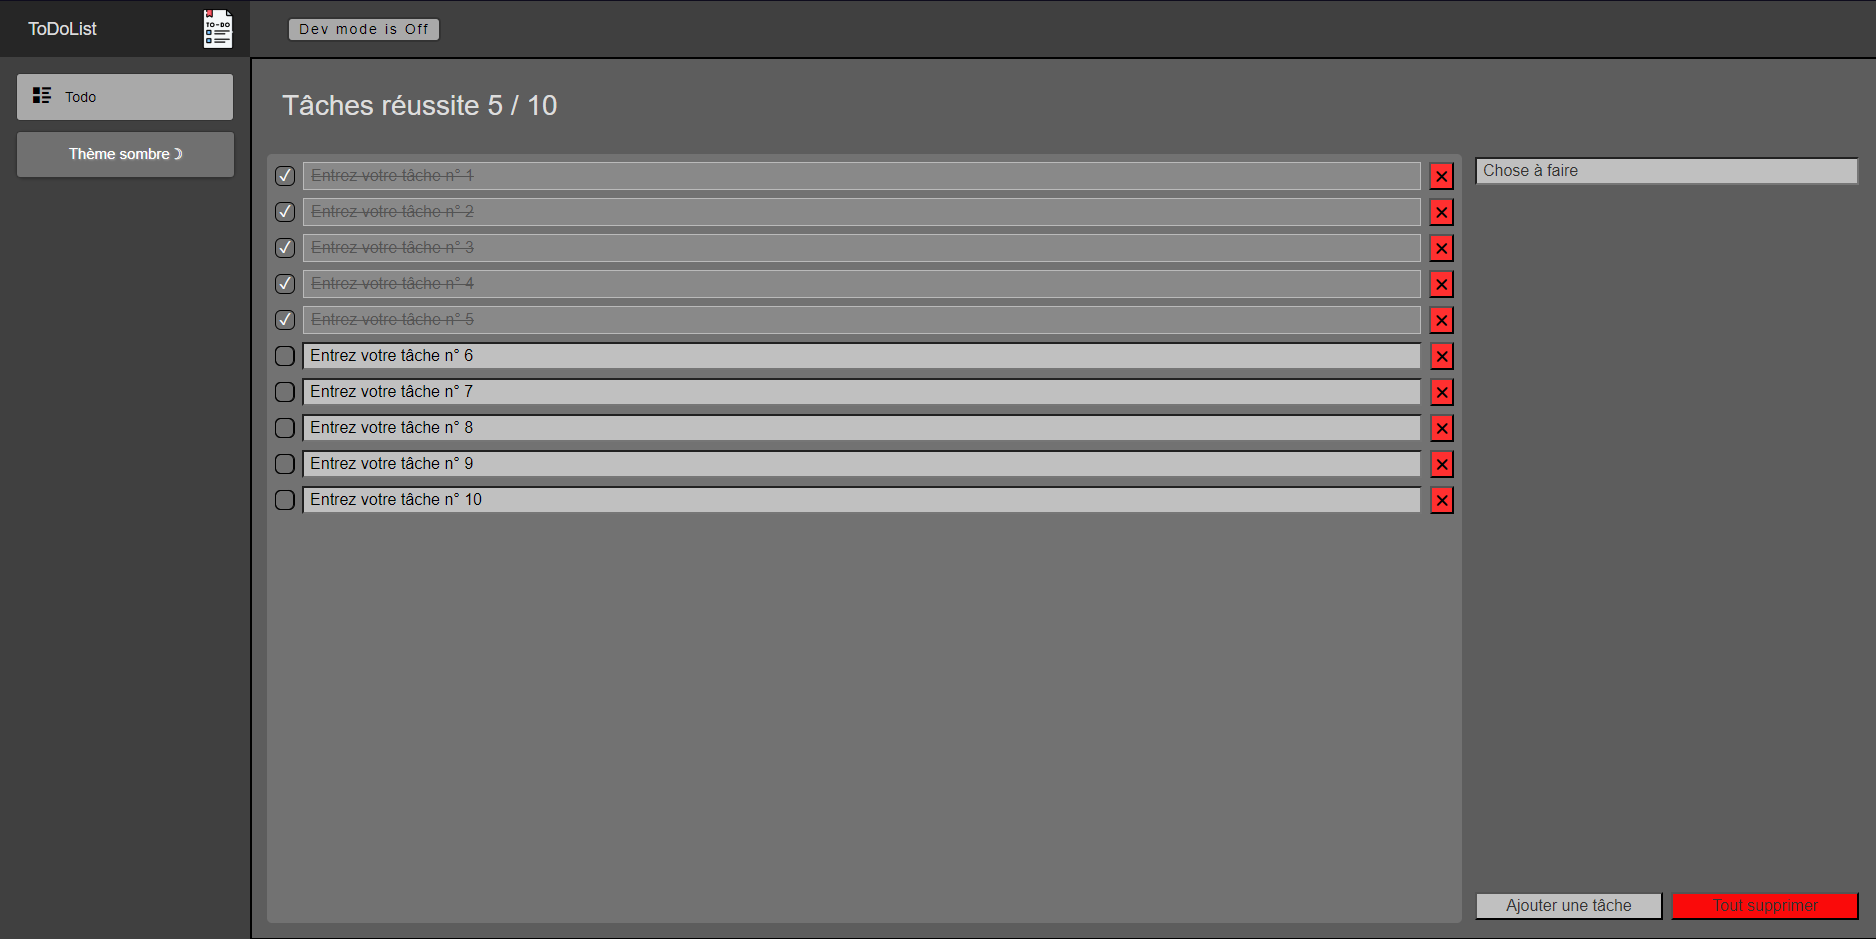 ToDoList
TO-DO
Dev mode is Off
Todo
Thème sombre
Tâches réussite 5 / 10
Entrez votre tâche n° 1
Entrez votre tâche n° 2
Entrez votre tâche n° 3
Entrez votre tâche n° 4
Entrez votre tâche n° 5
Entrez votre tâche n° 6
Entrez votre tâche n° 7
Entrez votre tâche n° 8
Entrez votre tâche n° 9
Entrez votre tâche n° 10
Chose à faire
Ajouter une tâche
Tout supprimer